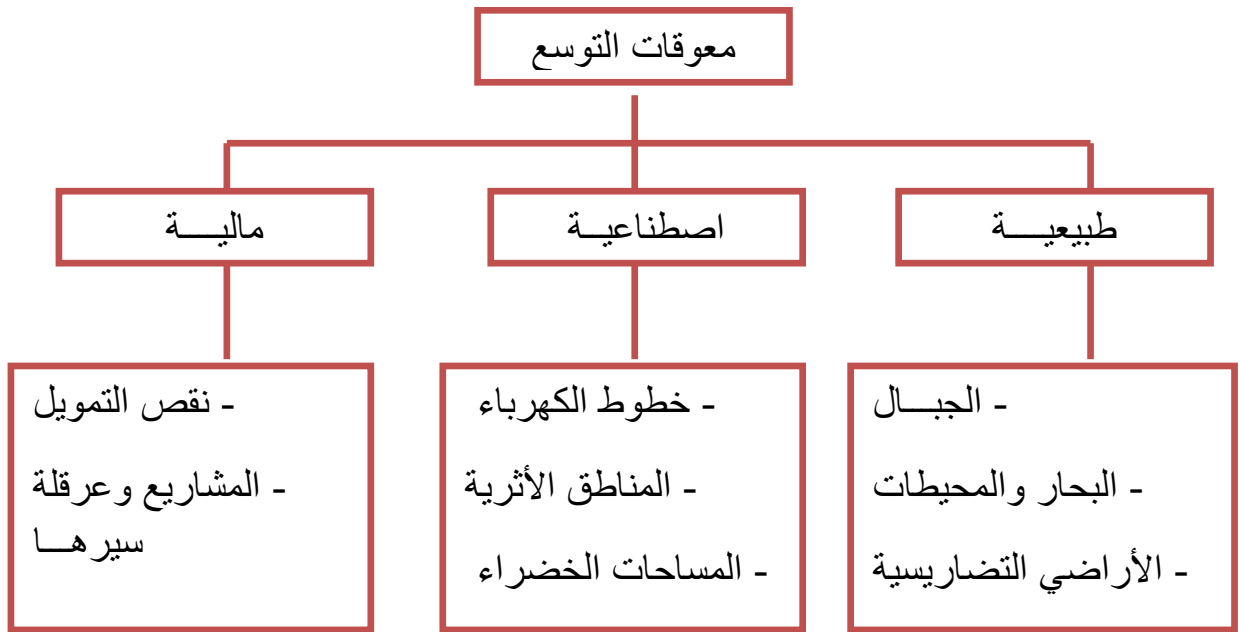 معوقات التوسع
طبيعيــــة
اصطناعيــة
ماليــــة
- الجبـــال
- البحار والمحيطات
- الأراضي التضاريسية
- خطوط الكهرباء
- المناطق الأثرية
- المساحات الخضراء
- نقص التمويل
- المشاريع وعرقلة
سيرهـــا